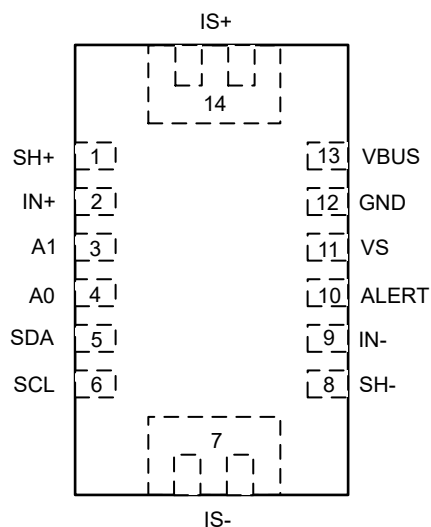 IS+
14
SH+ 1 13 VBUS
IN+ 2 12 GND
A1 3 11 VS
A0 4 10 ALERT
SDA 5 9 IN-
SCL 6 8 SH-
7
IS-